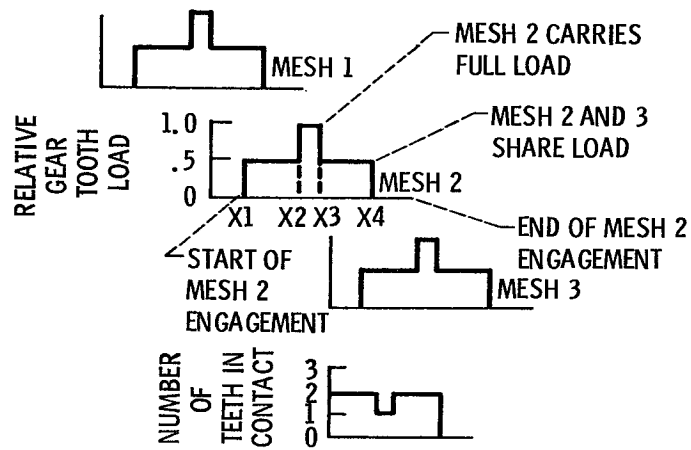 MESH 1
MESH 2 CARRIES
FULL LOAD
RELATIVE
GEAR
TOOTH
LOAD
1.0
.5
0
MESH 2 AND 3
SHARE LOAD
MESH 2
X1 X2 X3 X4
START OF
MESH 2
ENGAGEMENT
END OF MESH 2
ENGAGEMENT
MESH 3
NUMBER
OF
TEETH IN
CONTACT
3
2
1
0